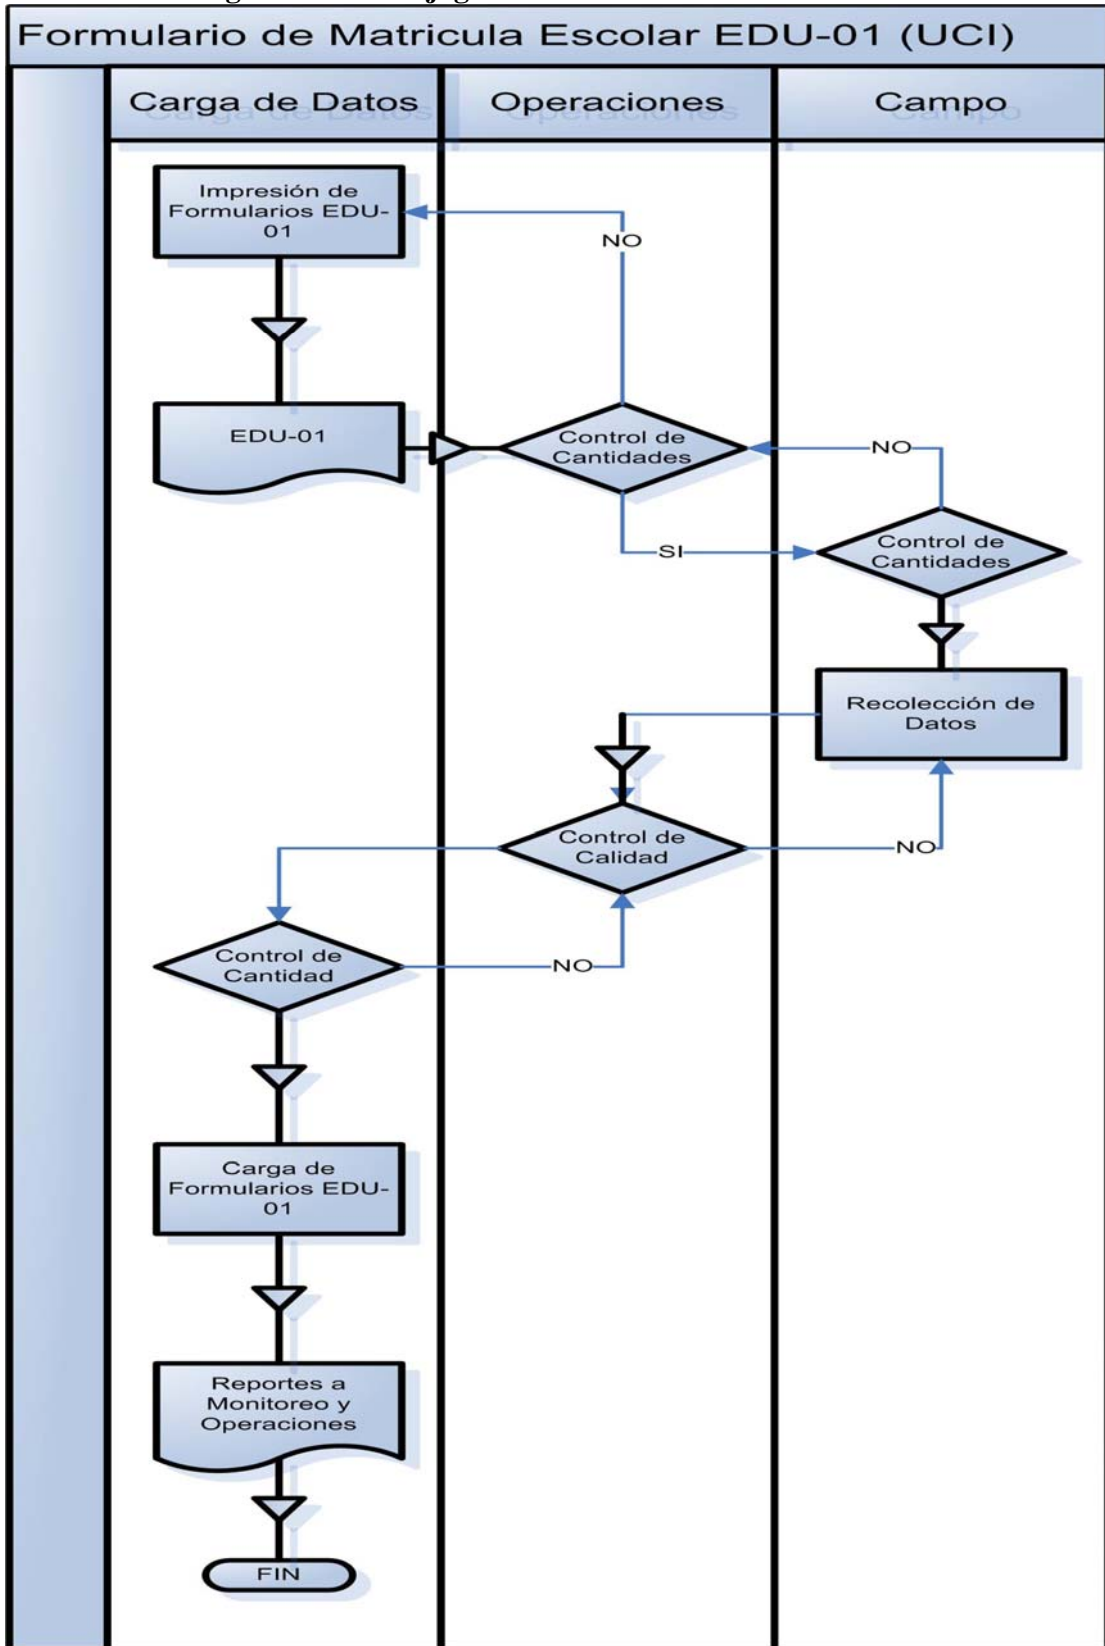 Formulario de Matricula Escolar EDU-01 (UCI)
Carga de Datos
Operaciones
Campo
Impresión de
Formularios EDU-
01
NO
EDU-01
Control de
Cantidades
NO
SI
Control de
Cantidades
Recolección de
Datos
Control de
Calidad
NO
Control de
Cantidad
NO
Carga de
Formularios EDU-
01
Reportes a
Monitoreo y
Operaciones
FIN